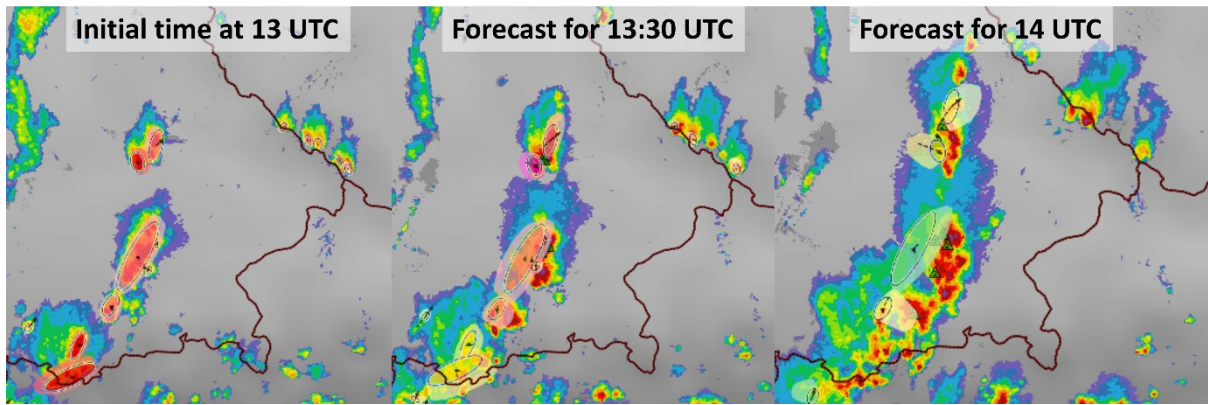 Initial time at 13 UTC
Forecast for 13:30 UTC
Forecast for 14 UTC